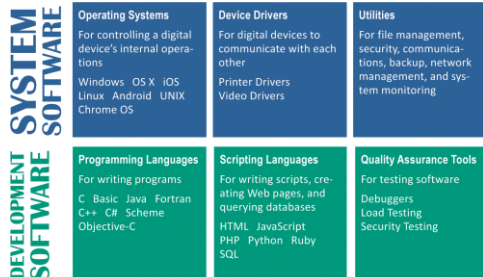 SYSTEM
SOFTWARE
Operating Systems
For controlling a digital
device's internal opera-
tions
Windows OS X iOS
Linux Android UNIX
Chrome OS
Device Drivers
For digital devices to
communicate with each
other
Printer Drivers
Video Drivers
Utilities
For file management,
security, communica-
tions, backup, network
management, and sys-
tem monitoring
DEVELOPMENT
SOFTWARE
Programming Languages
For writing programs
C Basic Java Fortran
C++ C# Scheme
Objective-C
Scripting Languages
For writing scripts, cre-
ating Web pages, and
querying databases
HTML JavaScript
PHP Python Ruby
SQL
Quality Assurance Tools
For testing software
Debuggers
Load Testing
Security Testing